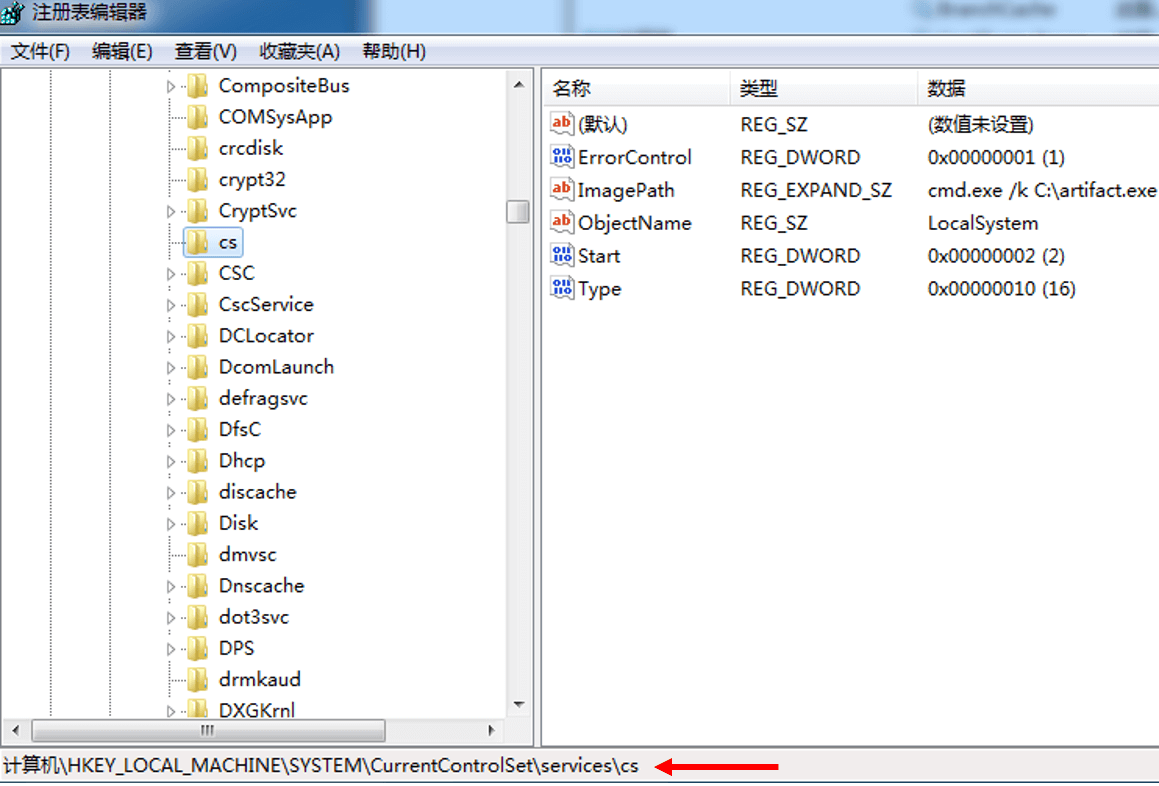 注册表编辑器
文件(F) 编辑(E) 查看(V) 收藏夹(A) 帮助(H)
CompositeBus
COMSysApp
crcdisk
crypt32
CryptSvc
cs
CSC
CscService
DCLocator
DcomLaunch
defragsvc
DfsC
Dhcp
discache
Disk
dmvsc
Dnscache
dot3svc
DPS
drmkaud
DXGKrnl
名称 类型 数据
(默认) REG_SZ (数值未设置)
ErrorControl REG_DWORD 0x00000001 (1)
ImagePath REG_EXPAND_SZ cmd.exe /k C:\artifact.exe
ObjectName REG_SZ LocalSystem
Start REG_DWORD 0x00000002 (2)
Type REG_DWORD 0x00000010 (16)
计算机\HKEY_LOCAL_MACHINE\SYSTEM\CurrentControlSet\services\cs